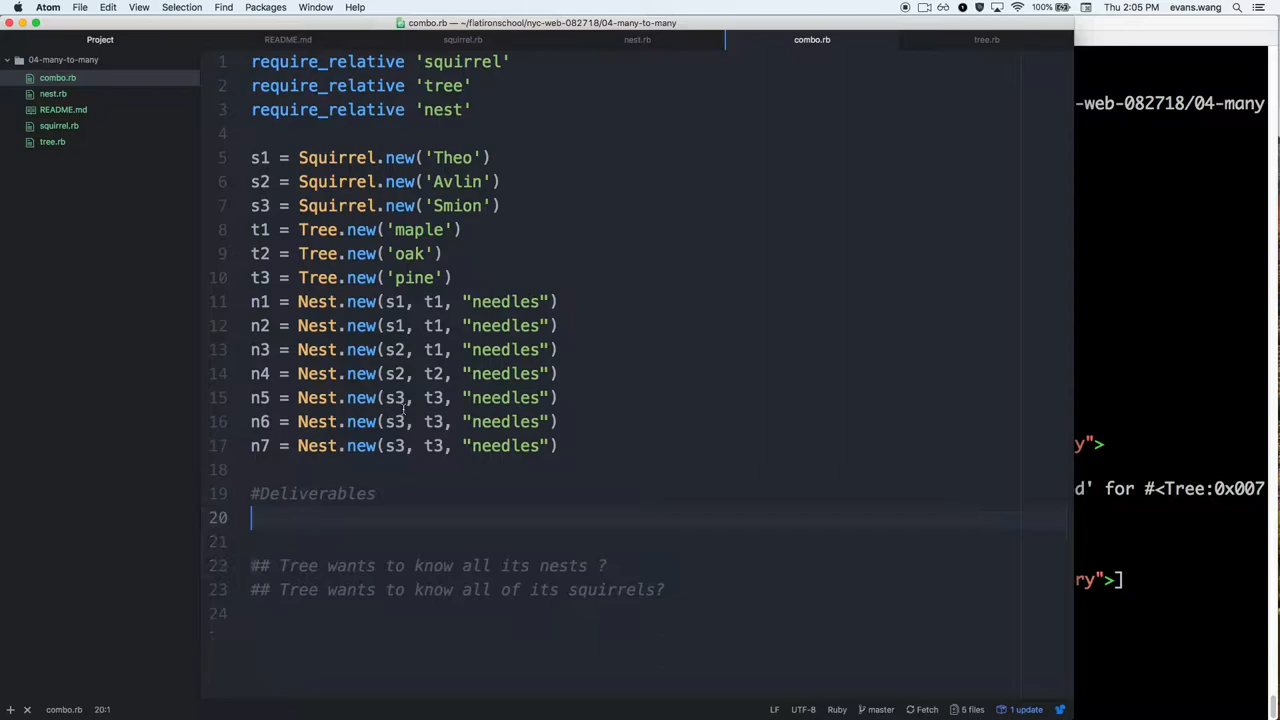 Atom File Edit View Selection Find Packages Window Help 100% Thu 2:05 PM evans.wang
combo.rb — ~/flatironschool/nyc-web-082718/04-many-to-many
Project README.md squirrel.rb nest.rb combo.rb tree.rb
04-many-to-many
combo.rb
nest.rb
README.md
squirrel.rb
tree.rb
1 require_relative 'squirrel'
2 require_relative 'tree'
3 require_relative 'nest'
4
5 s1 = Squirrel.new('Theo')
6 s2 = Squirrel.new('Avlin')
7 s3 = Squirrel.new('Smion')
8 t1 = Tree.new('maple')
9 t2 = Tree.new('oak')
10 t3 = Tree.new('pine')
11 n1 = Nest.new(s1, t1, "needles")
12 n2 = Nest.new(s1, t1, "needles")
13 n3 = Nest.new(s2, t1, "needles")
14 n4 = Nest.new(s2, t2, "needles")
15 n5 = Nest.new(s3, t3, "needles")
16 n6 = Nest.new(s3, t3, "needles")
17 n7 = Nest.new(s3, t3, "needles")
18
19 #Deliverables
20
21
## Tree wants to know all its nests ?
23 ## Tree wants to know all of its squirrels?
24
-web-082718/04-many
y">
d' for #<Tree:0x007
ry">]
combo.rb 20:1 LF UTF-8 Ruby master Fetch 5 files 1 update